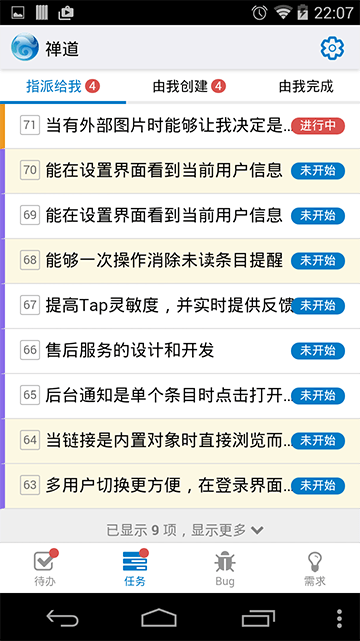 22:07
禅道
指派给我 4 由我创建 4 由我完成
71 当有外部图片时能够让我决定是... 进行中
70 能在设置界面看到当前用户信息 未开始
69 能在设置界面看到当前用户信息 未开始
68 能够一次操作消除未读条目提醒 未开始
67 提高Tap灵敏度，并实时提供反馈 未开始
66 售后服务的设计和开发 未开始
65 后台通知是单个条目时点击打开... 未开始
64 当链接是内置对象时直接浏览而... 未开始
63 多用户切换更方便，在登录界面... 未开始
已显示 9 项，显示更多
待办 任务 Bug 需求